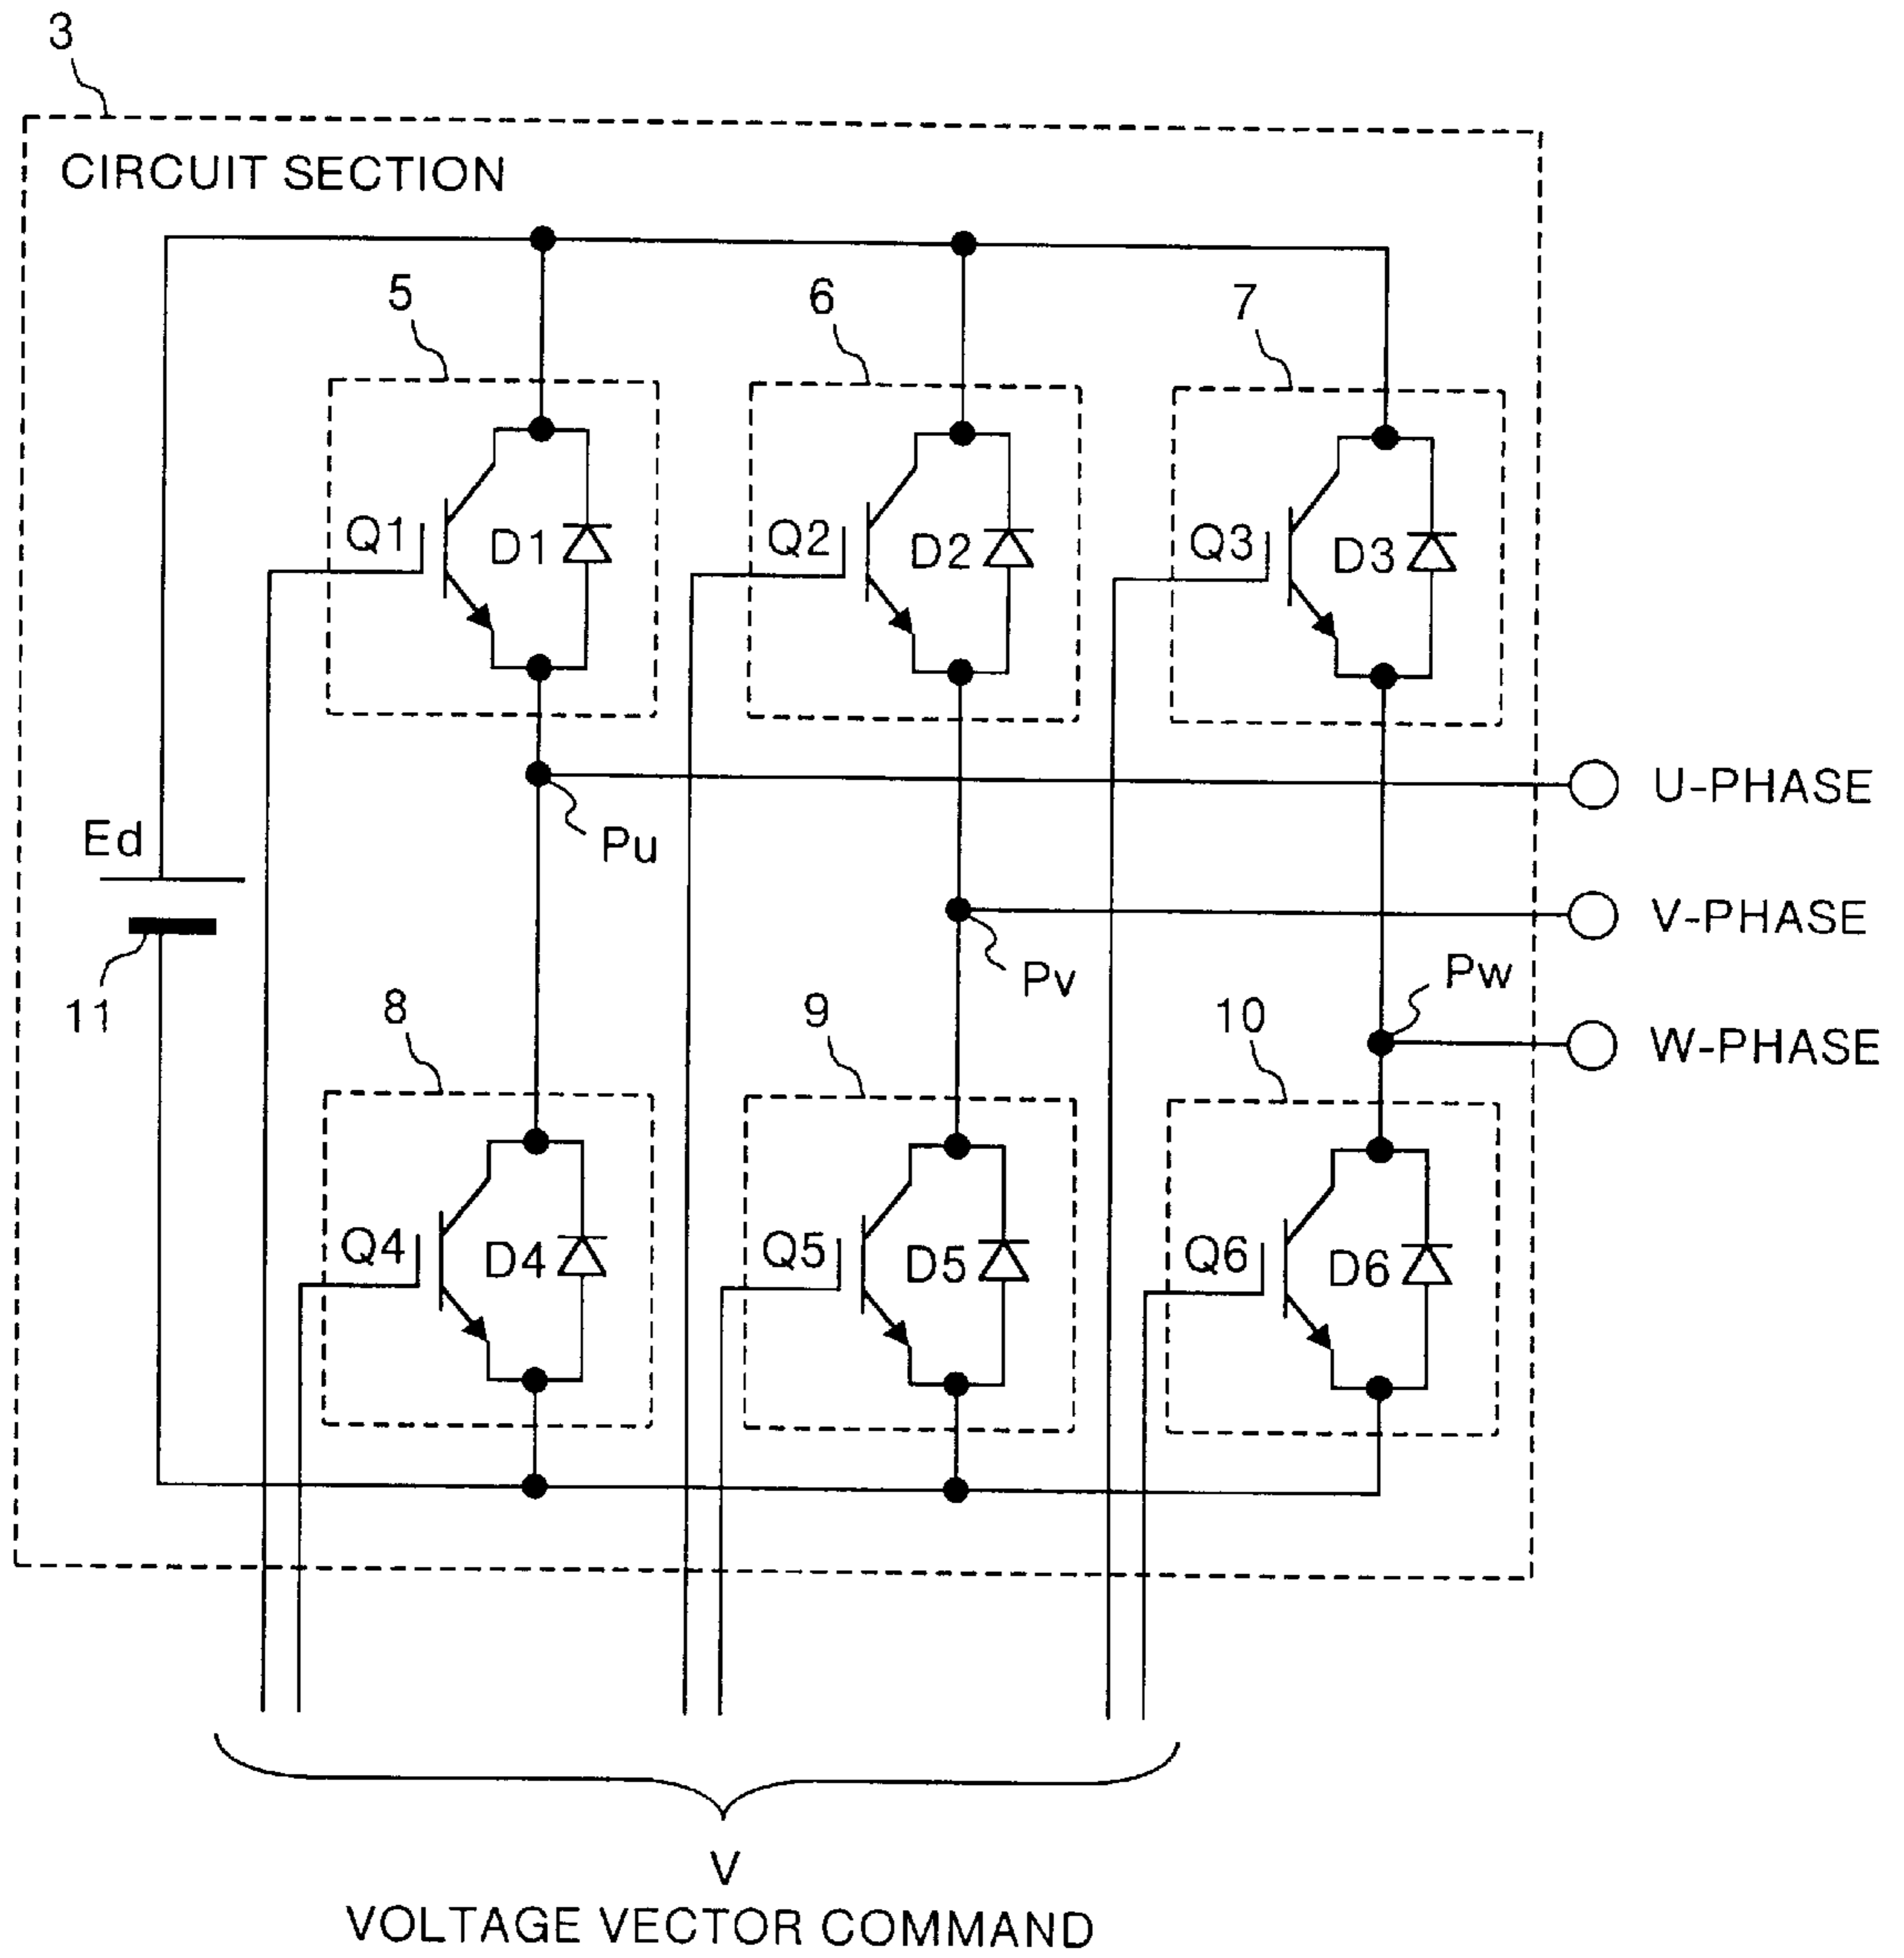 3
CIRCUIT SECTION
5
6
7
Q1
D1
Q2
D2
Q3
D3
U-PHASE
Ed
Pu
V-PHASE
Pv
Pw
11
8
9
10
W-PHASE
Q4
D4
Q5
D5
Q6
D6
V
VOLTAGE VECTOR COMMAND